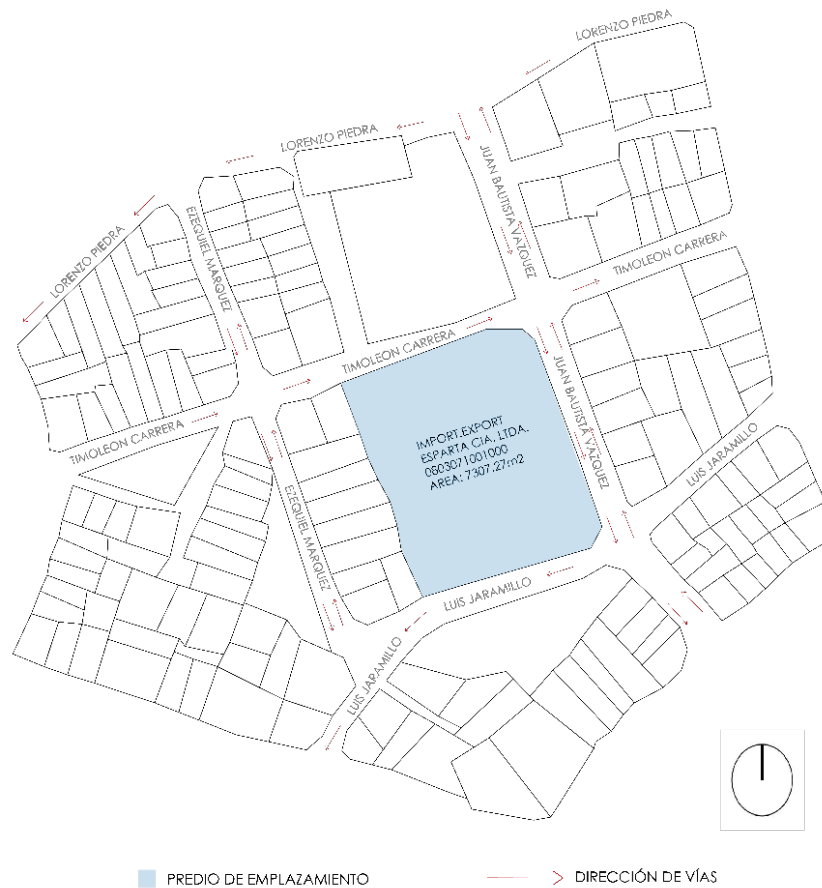 LORENZO PIEDRA
LORENZO PIEDRA
JUAN BAUTISTA VAZQUEZ
EZEQUIEL MARQUEZ
LORENZO PIEDRA
TIMOLEON CARRERA
TIMOLEON CARRERA
JUAN BAUTISTA VAZQUEZ
TIMOLEON CARRERA
IMPORT.EXPORT
ESPARTA CIA. LTDA.
0603071001000
AREA: 7307.27m2
LUIS JARAMILLO
EZEQUIEL MARQUEZ
LUIS JARAMILLO
LUIS JARAMILLO
PREDIO DE EMPLAZAMIENTO
DIRECCIÓN DE VÍAS